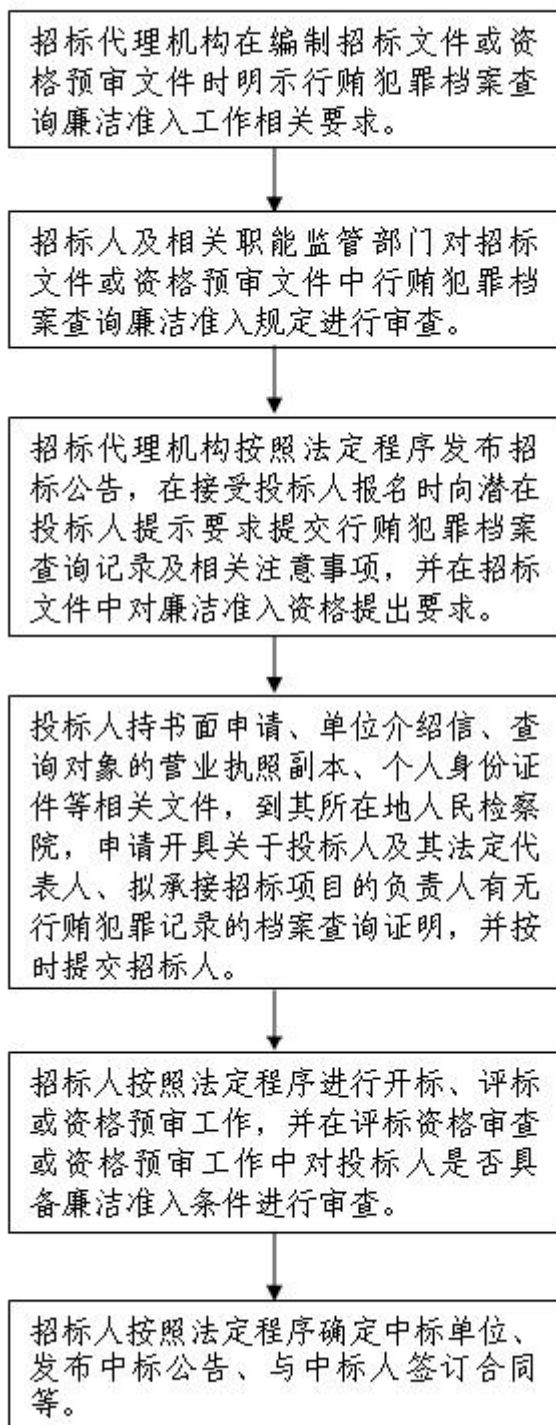 招标代理机构在编制招标文件或资
格预审文件时明示行贿犯罪档案查
询廉洁准入工作相关要求。
招标人及相关职能监管部门对招标
文件或资格预审文件中行贿犯罪档
案查询廉洁准入规定进行审查。
招标代理机构按照法定程序发布招
标公告，在接受投标人报名时向潜在
投标人提示要求提交行贿犯罪档案
查询记录及相关注意事项，并在招标
文件中对廉洁准入资格提出要求。
投标人持书面申请、单位介绍信、查
询对象的营业执照副本、个人身份证
件等相关文件，到其所在地人民检察
院，申请开具关于投标人及其法定代
表人、拟承接招标项目的负责人有无
行贿犯罪记录的档案查询证明，并按
时提交招标人。
招标人按照法定程序进行开标、评标
或资格预审工作，并在评标资格审查
或资格预审工作中对投标人是否具
备廉洁准入条件进行审查。
招标人按照法定程序确定中标单位、
发布中标公告、与中标人签订合同
等。